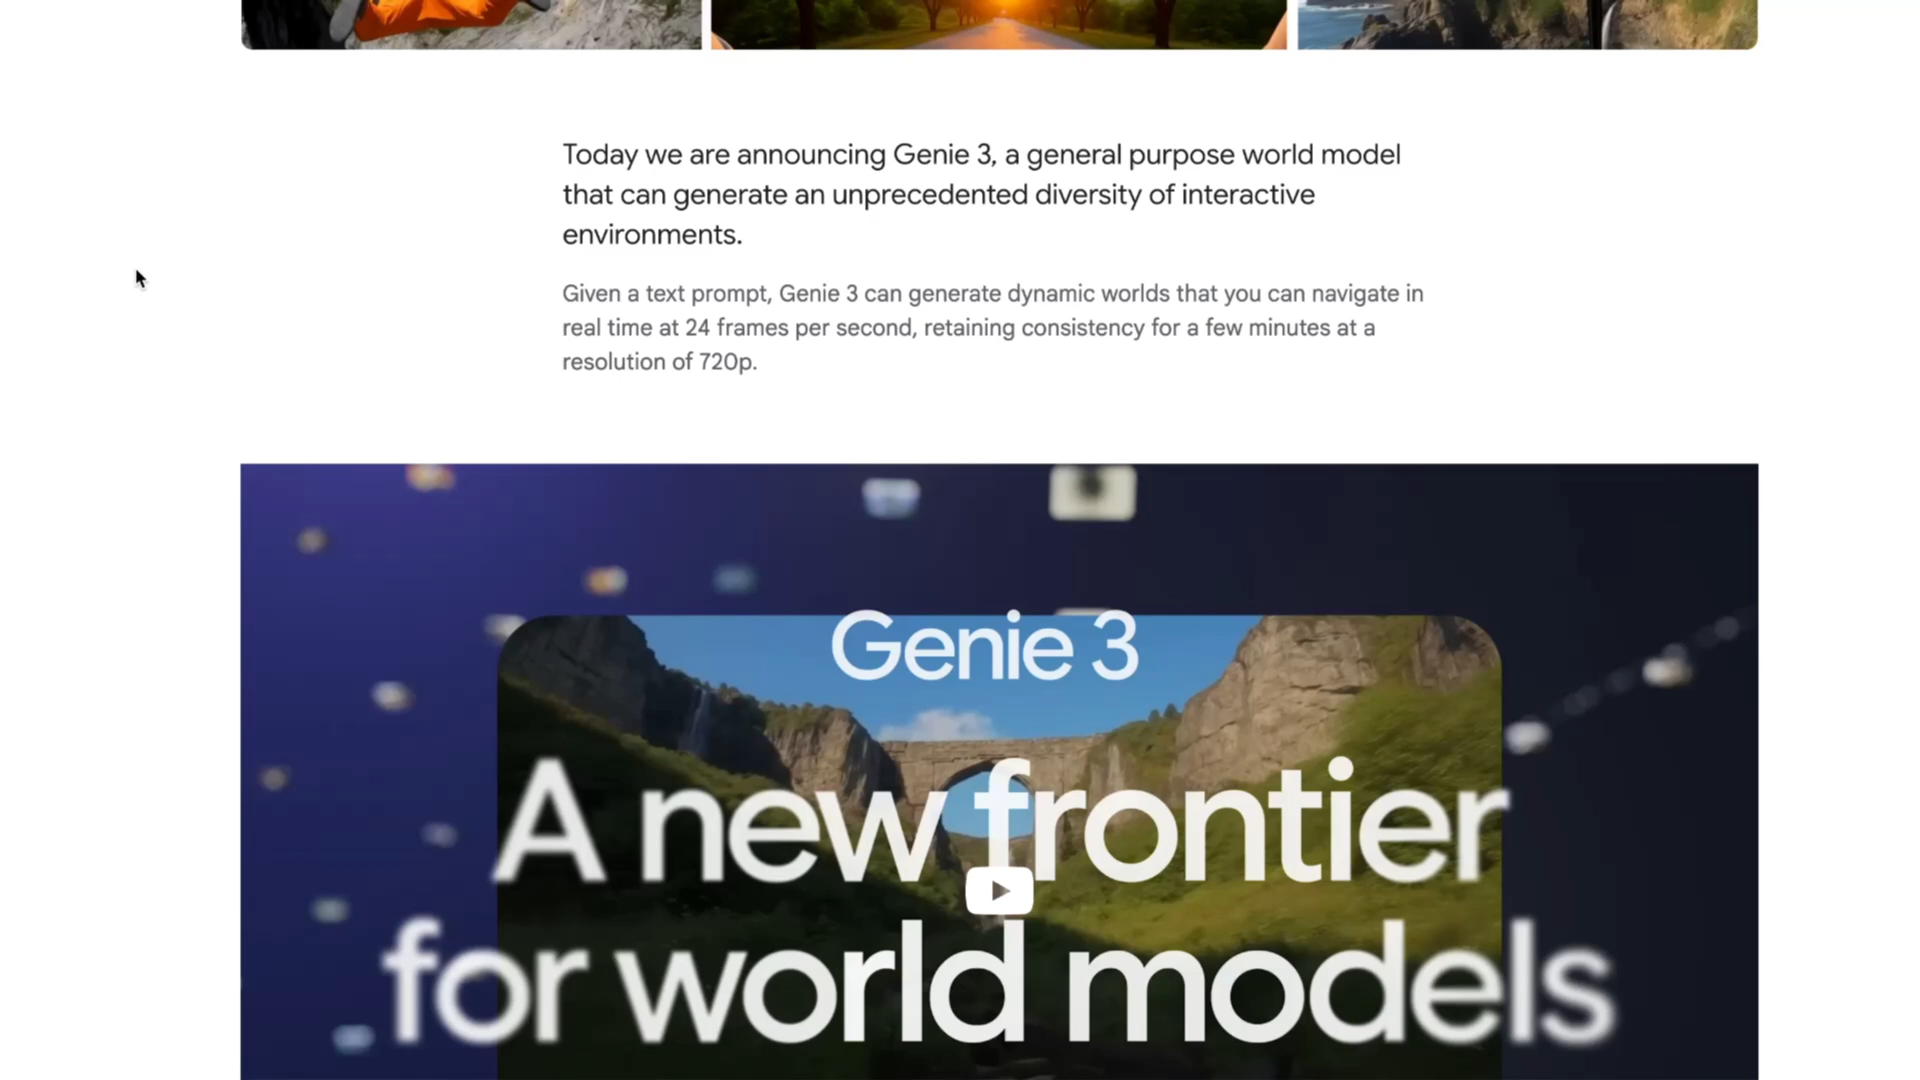 Today we are announcing Genie 3, a general purpose world model
that can generate an unprecedented diversity of interactive
environments.
Given a text prompt, Genie 3 can generate dynamic worlds that you can navigate in
real time at 24 frames per second, retaining consistency for a few minutes at a
resolution of 720p.
Genie 3
A new frontier
for world models